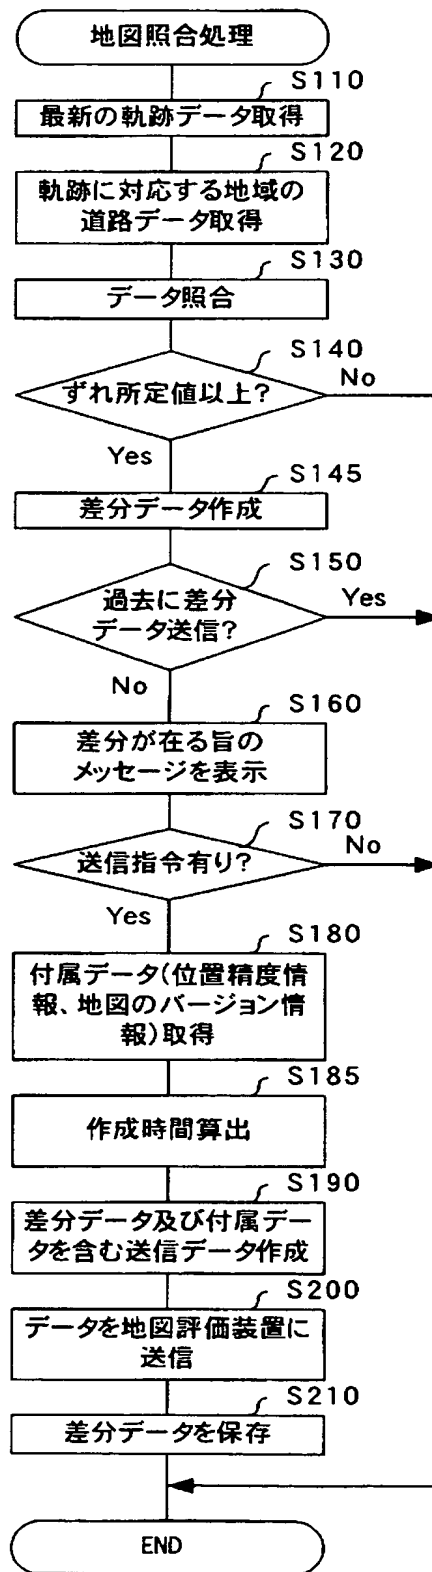 地図照合処理
S110
最新の軌跡データ取得
S120
軌跡に対応する地域の
道路データ取得
S130
データ照合
S140
ずれ所定値以上?
No
Yes
S145
差分データ作成
S150
過去に差分
データ送信?
Yes
No
S160
差分が在る旨の
メッセージを表示
S170
送信指令有り?
No
Yes
S180
付属データ(位置精度情
報、地図のバージョン情
報)取得
S185
作成時間算出
S190
差分データ及び付属デー
タを含む送信データ作成
S200
データを地図評価装置に
送信
S210
差分データを保存
END